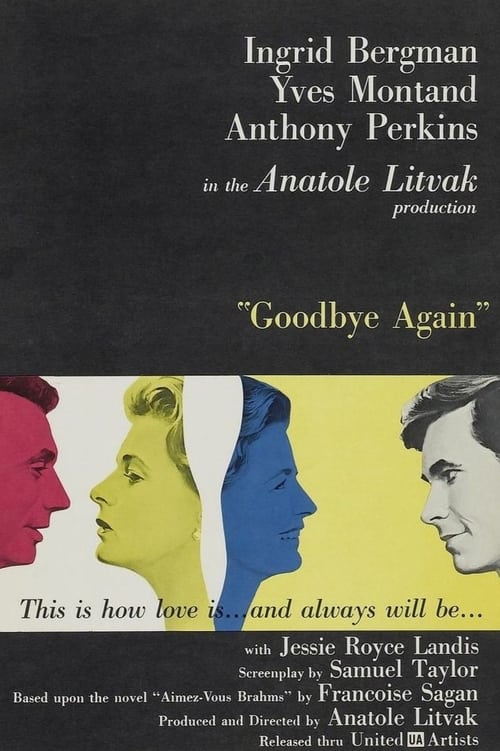 Ingrid Bergman
Yves Montand
Anthony Perkins
in the Anatole Litvak
production
"Goodbye Again"
This is how love is...and always will be...
with Jessie Royce Landis
Screenplay by Samuel Taylor
Based upon the novel "Aimez-Vous Brahms" by Francoise Sagan
Produced and Directed by Anatole Litvak
Released thru United UA Artists